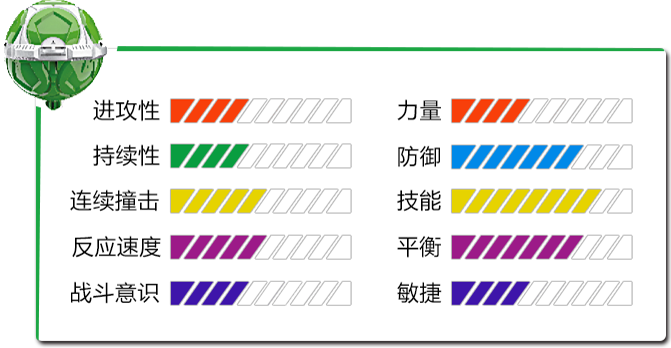 进攻性 力量
持续性 防御
连续撞击 技能
反应速度 平衡
战斗意识 敏捷